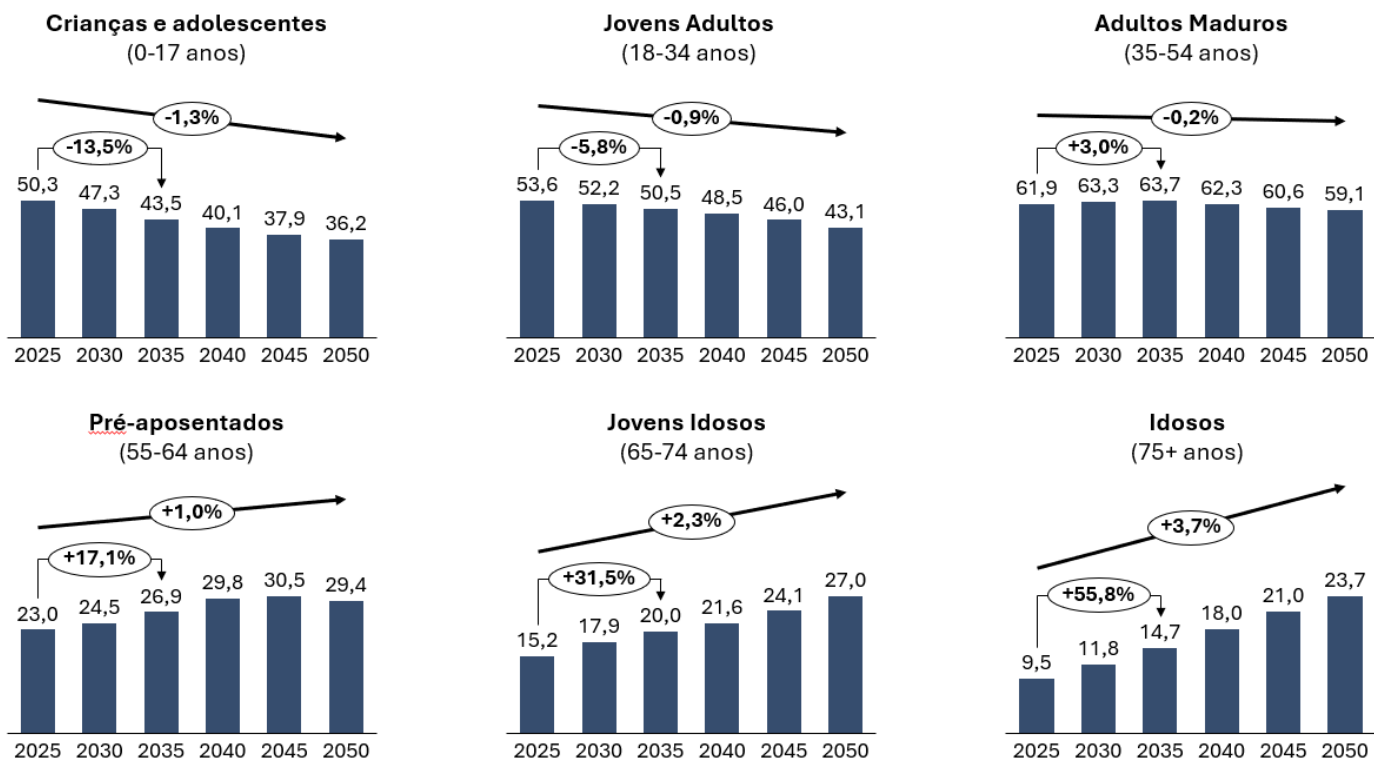 Crianças e adolescentes
(0-17 anos)
-1,3%
-13,5%
50,3 47,3 43,5 40,1 37,9 36,2
2025 2030 2035 2040 2045 2050
Jovens Adultos
(18-34 anos)
-0,9%
-5,8%
53,6 52,2 50,5 48,5 46,0 43,1
2025 2030 2035 2040 2045 2050
Adultos Maduros
(35-54 anos)
-0,2%
+3,0%
61,9 63,3 63,7 62,3 60,6 59,1
2025 2030 2035 2040 2045 2050
Pré-aposentados
(55-64 anos)
+1,0%
+17,1%
23,0 24,5 26,9 29,8 30,5 29,4
2025 2030 2035 2040 2045 2050
Jovens Idosos
(65-74 anos)
+2,3%
+31,5%
15,2 17,9 20,0 21,6 24,1 27,0
2025 2030 2035 2040 2045 2050
Idosos
(75+ anos)
+3,7%
+55,8%
9,5 11,8 14,7 18,0 21,0 23,7
2025 2030 2035 2040 2045 2050